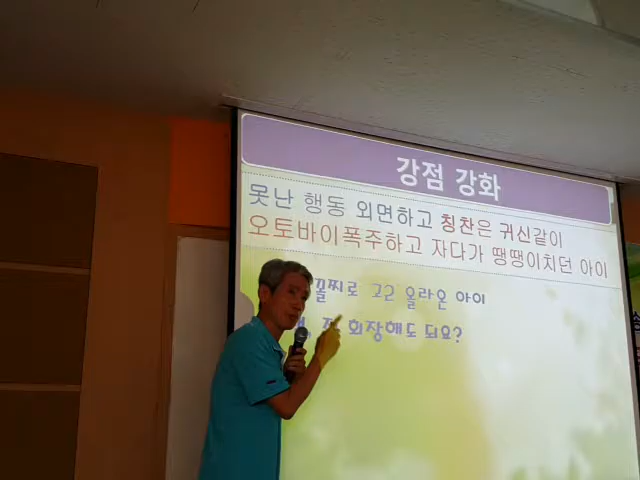 강점 강화
못난 행동 외면하고 칭찬은 귀신같이
오토바이폭주하고 자다가 땡땡이치던 아이
꼴찌로 고2 올라온 아이
회장해도 되요?